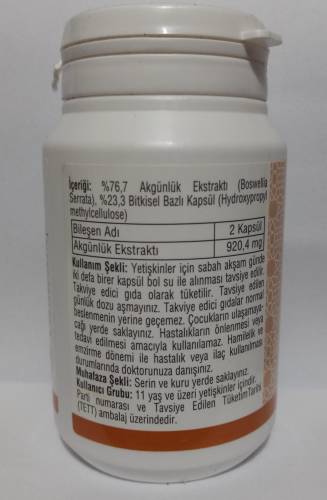 İçeriği: %76,7 Akgünlük Ekstraktı (Boswellia
Serrata), %23,3 Bitkisel Bazlı Kapsül (Hydroxypropyl
methylcellulose)
Bileşen Adı 2 Kapsül
Akgünlük Ekstraktı 920,4 mg
Kullanım Şekli: Yetişkinler için sabah akşam günde
iki defa birer kapsül bol su ile alınması tavsiye edilir.
Takviye edici gıda olarak tüketilir. Tavsiye edilen
günlük dozu aşmayınız. Takviye edici gıdalar normal
beslenmenin yerine geçemez. Çocukların ulaşamaya-
cağı yerde saklayınız. Hastalıkların önlenmesi veya
tedavi edilmesi amacıyla kullanılamaz. Hamilelik ve
emzirme dönemi ile hastalık veya ilaç kullanılması
durumlarında doktorunuza danışınız.
Muhafaza Şekli: Serin ve kuru yerde saklayınız.
Kullanıcı Grubu: 11 yaş ve üzeri yetişkinler içindir.
Parti numarası ve Tavsiye Edilen Tüketim Tarihi
(TETT) ambalaj üzerindedir.